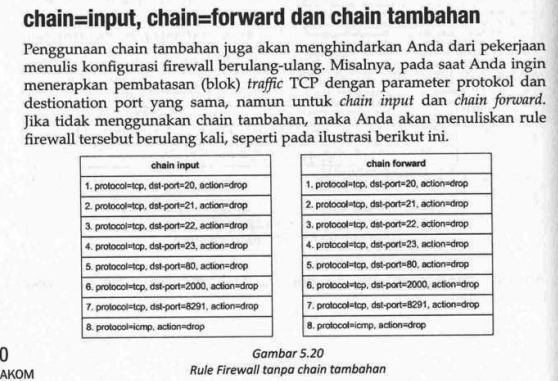 chain=input, chain=forward dan chain tambahan
Penggunaan chain tambahan juga akan menghindarkan Anda dari pekerjaan
menulis konfigurasi firewall berulang-ulang. Misalnya, pada saat Anda ingin
menerapkan pembatasan (blok) traffic TCP dengan parameter protokol dan
destionation port yang sama, namun untuk chain input dan chain forward.
Jika tidak menggunakan chain tambahan, maka Anda akan menuliskan rule
firewall tersebut berulang kali, seperti pada ilustrasi berikut ini.
chain input
1. protocol=tcp, dst-port=20, action=drop
2. protocol=tcp, dst-port=21, action=drop
3. protocol=tcp, dst-port=22, action=drop
4. protocol=tcp, dst-port=23, action=drop
5. protocol=tcp, dst-port=80, action=drop
6. protocol=tcp, dst-port=2000, action=drop
7. protocol=tcp, dst-port=8291, action=drop
8. protocol=icmp, action=drop
chain forward
1. protocol=tcp, dst-port=20, action=drop
2. protocol=tcp, dst-port=21, action=drop
3. protocol=tcp, dst-port=22, action=drop
4. protocol=tcp, dst-port=23, action=drop
5. protocol=tcp, dst-port=80, action=drop
6. protocol=tcp, dst-port=2000, action=drop
7. protocol=tcp, dst-port=8291, action=drop
8. protocol=icmp, action=drop
Gambar 5.20
Rule Firewall tanpa chain tambahan
0
AKOM